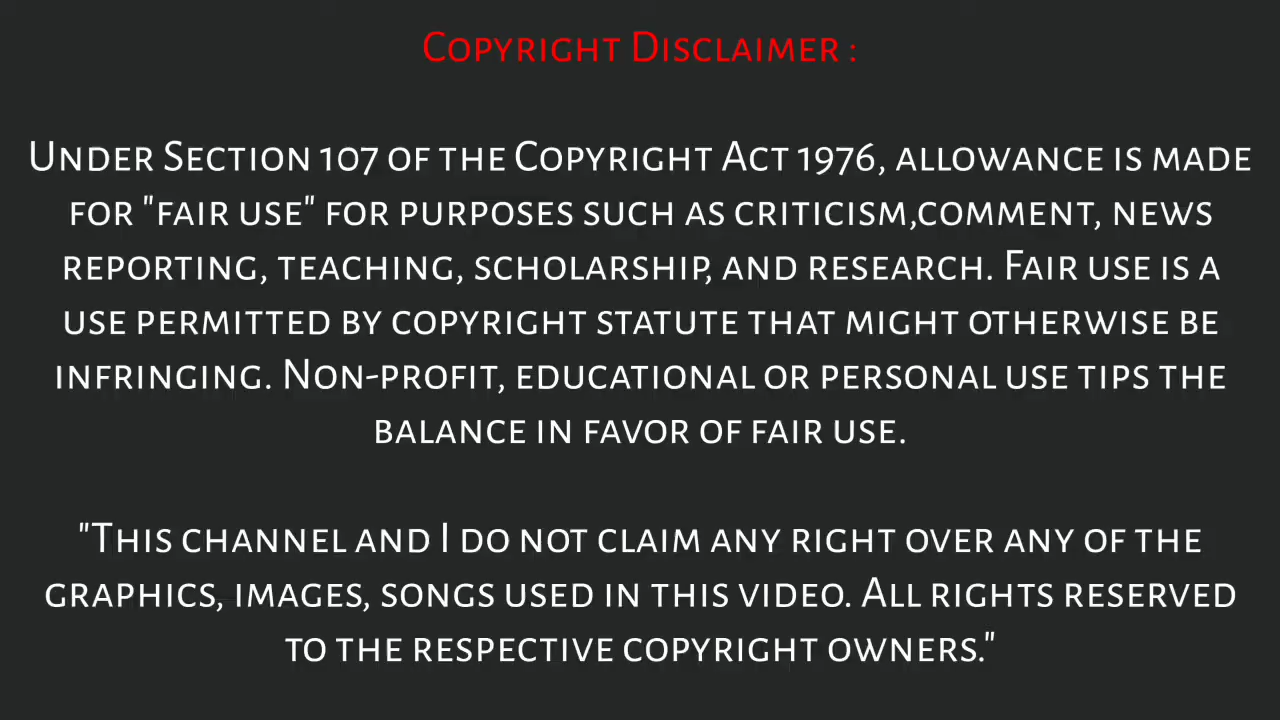 Copyright Disclaimer :
Under Section 107 of the Copyright Act 1976, allowance is made
for "fair use" for purposes such as criticism,comment, news
reporting, teaching, scholarship, and research. Fair use is a
use permitted by copyright statute that might otherwise be
infringing. Non-profit, educational or personal use tips the
balance in favor of fair use.
"This channel and I do not claim any right over any of the
graphics, images, songs used in this video. All rights reserved
to the respective copyright owners."